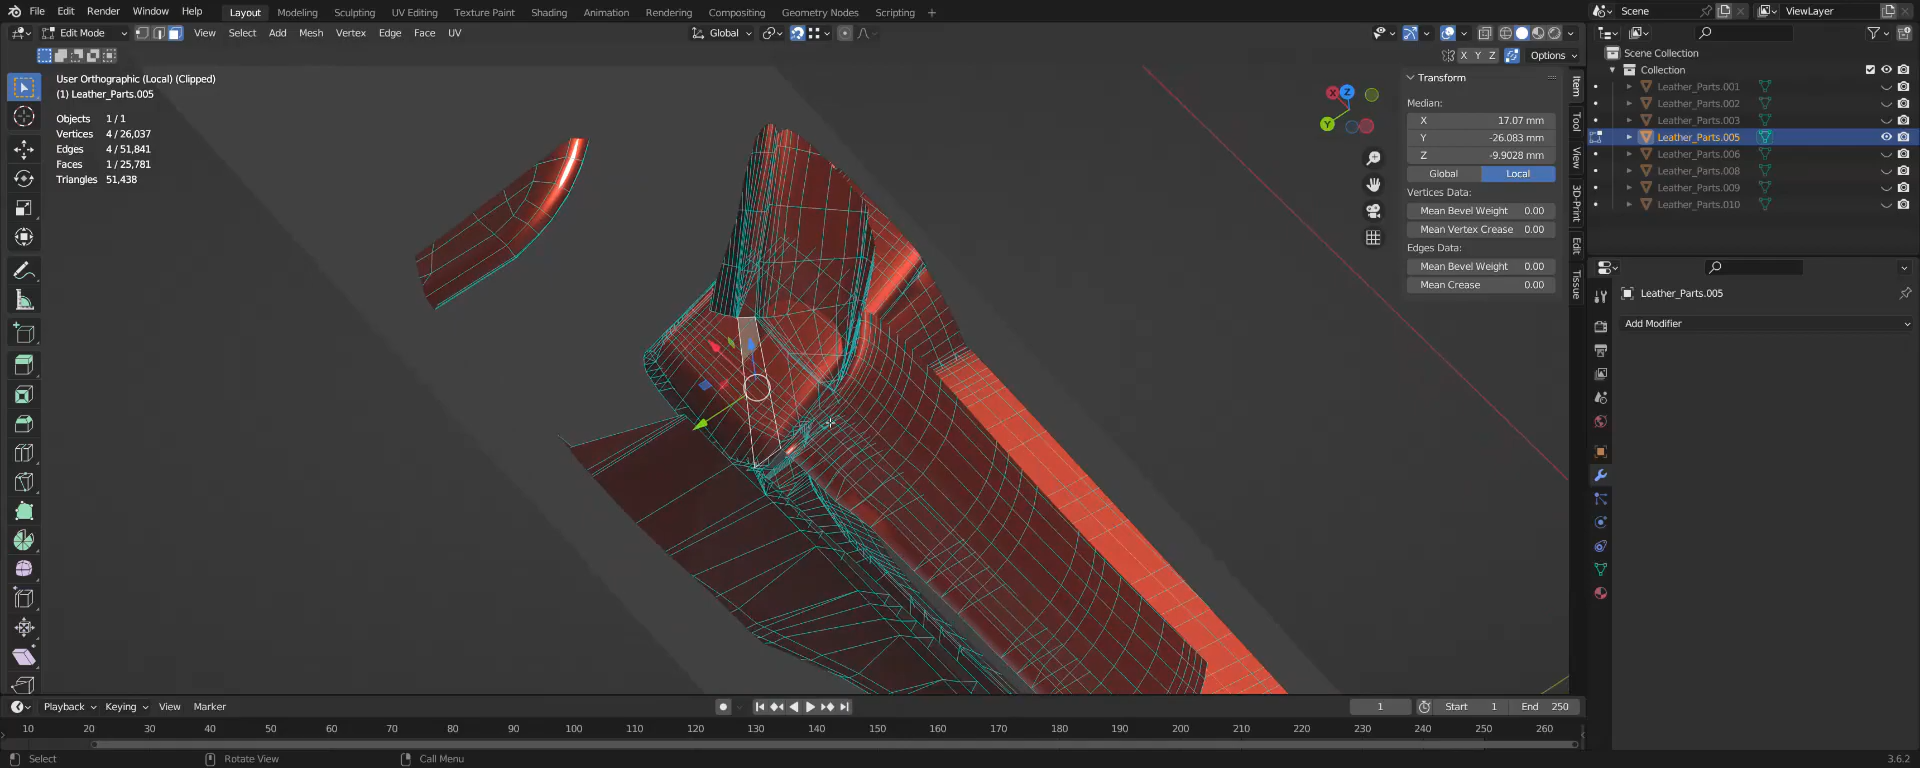 File Edit Render Window Help Layout Modeling Sculpting UV Editing Texture Paint Shading Animation Rendering Compositing Geometry Nodes Scripting + Scene ViewLayer
Edit Mode View Select Add Mesh Vertex Edge Face UV Global
X Y Z Options
User Orthographic (Local) (Clipped)
(1) Leather_Parts.005
Objects 1 / 1
Vertices 4 / 26,037
Edges 4 / 51,841
Faces 1 / 25,781
Triangles 51,438
X Z Y
Transform
Median:
X 17.07 mm
Y -26.083 mm
Z -9.9028 mm
Global Local
Vertices Data:
Mean Bevel Weight 0.00
Mean Vertex Crease 0.00
Edges Data:
Mean Bevel Weight 0.00
Mean Crease 0.00
Item
Tool
View
3D-Print
Edit
Tissue
Scene Collection
Collection
Leather_Parts.001
Leather_Parts.002
Leather_Parts.003
Leather_Parts.005
Leather_Parts.006
Leather_Parts.008
Leather_Parts.009
Leather_Parts.010
Leather_Parts.005
Add Modifier
Playback Keying View Marker 1 Start 1 End 250
10 20 30 40 50 60 70 80 90 100 110 120 130 140 150 160 170 180 190 200 210 220 230 240 250 260
Select Rotate View Call Menu 3.6.2